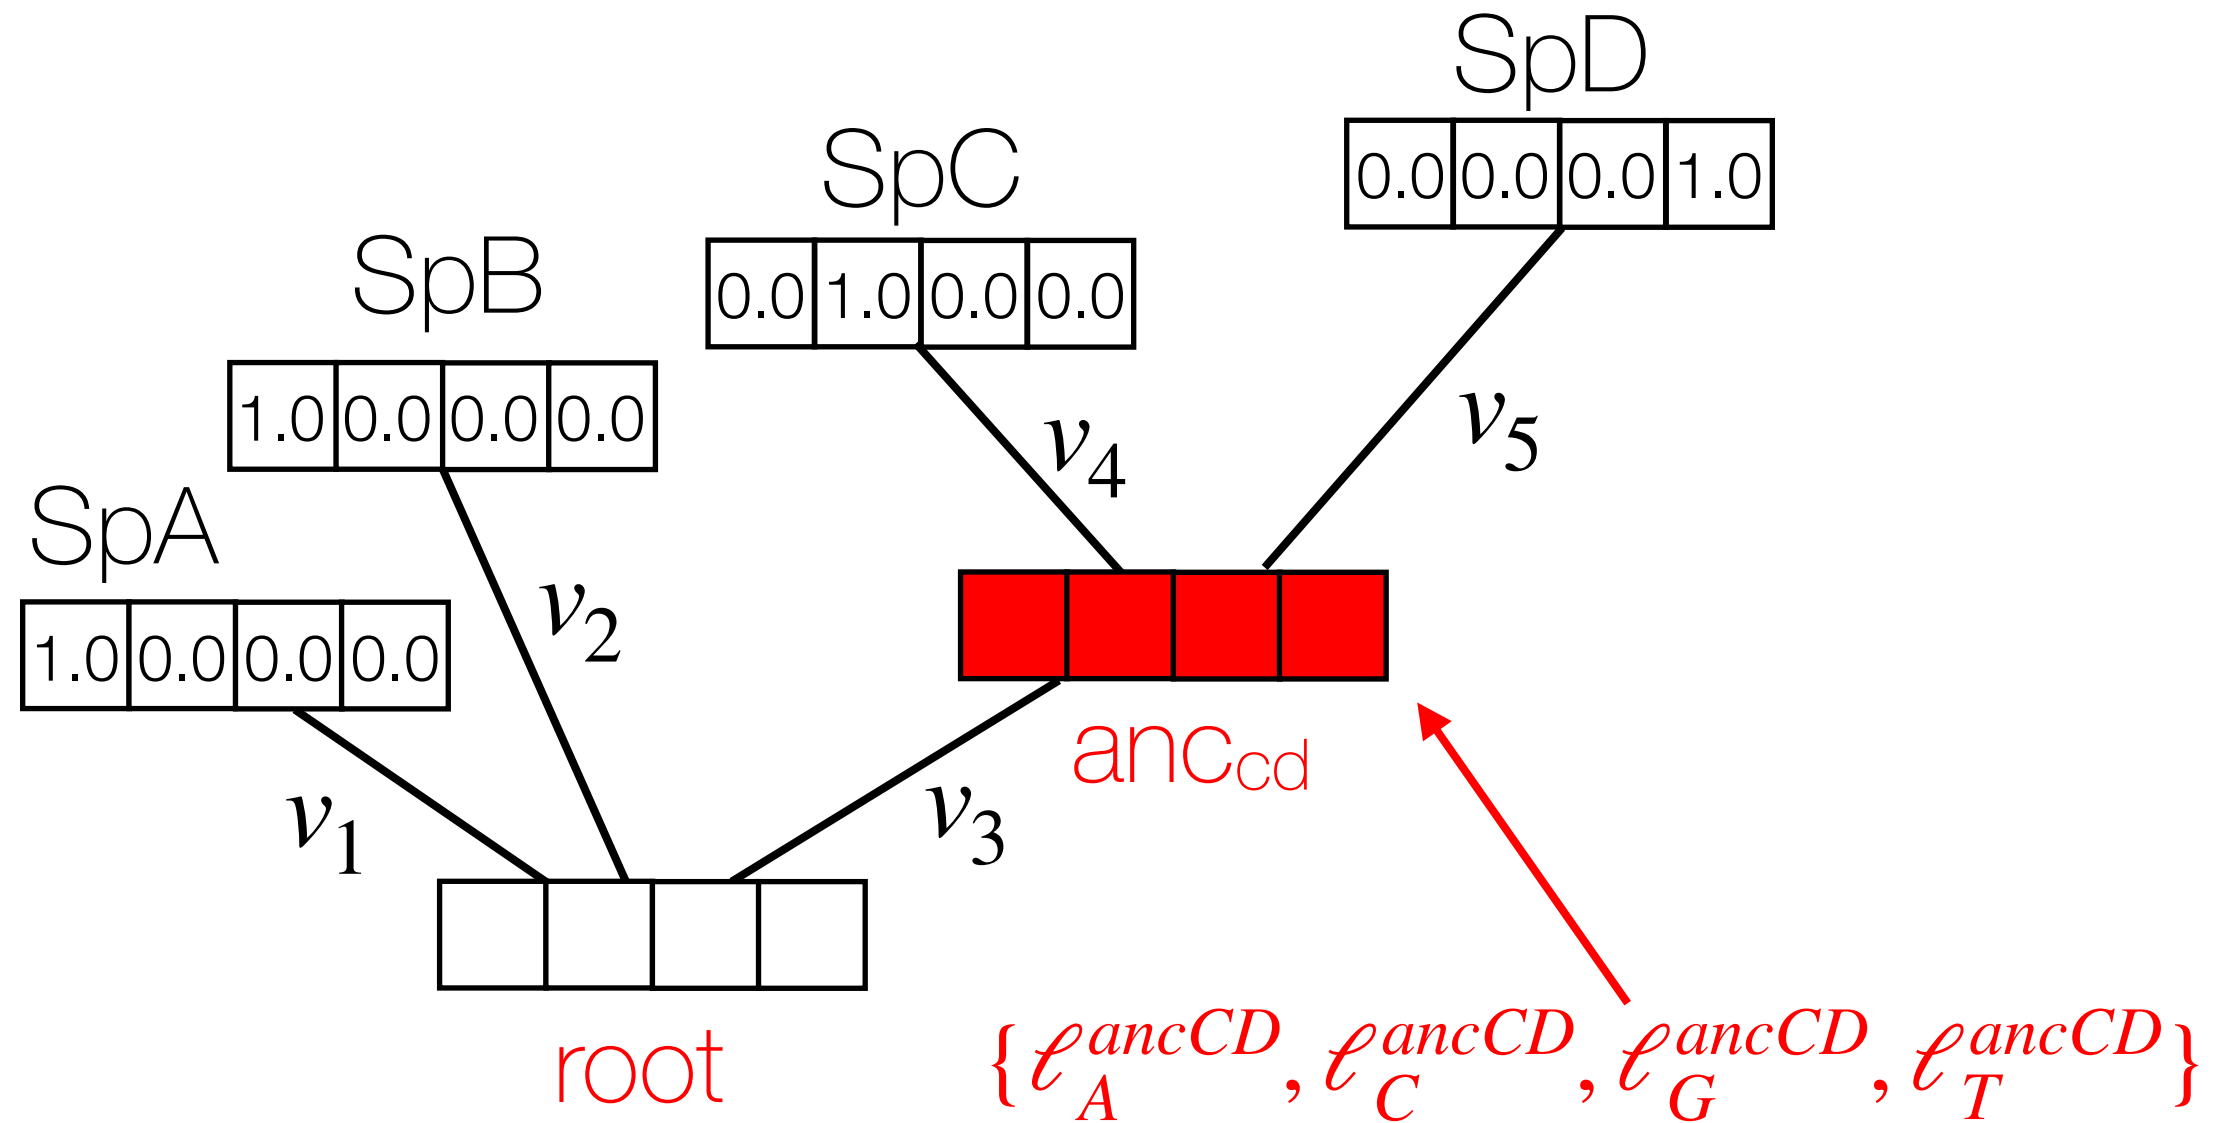 SpD
0.0 0.0 0.0 1.0
SpC
0.0 1.0 0.0 0.0
SpB
1.0 0.0 0.0 0.0
SpA
1.0 0.0 0.0 0.0
v₄
v₅
v₂
v₁
v₃
anc_cd
root
{ℓ_A^{ancCD}, ℓ_C^{ancCD}, ℓ_G^{ancCD}, ℓ_T^{ancCD}}